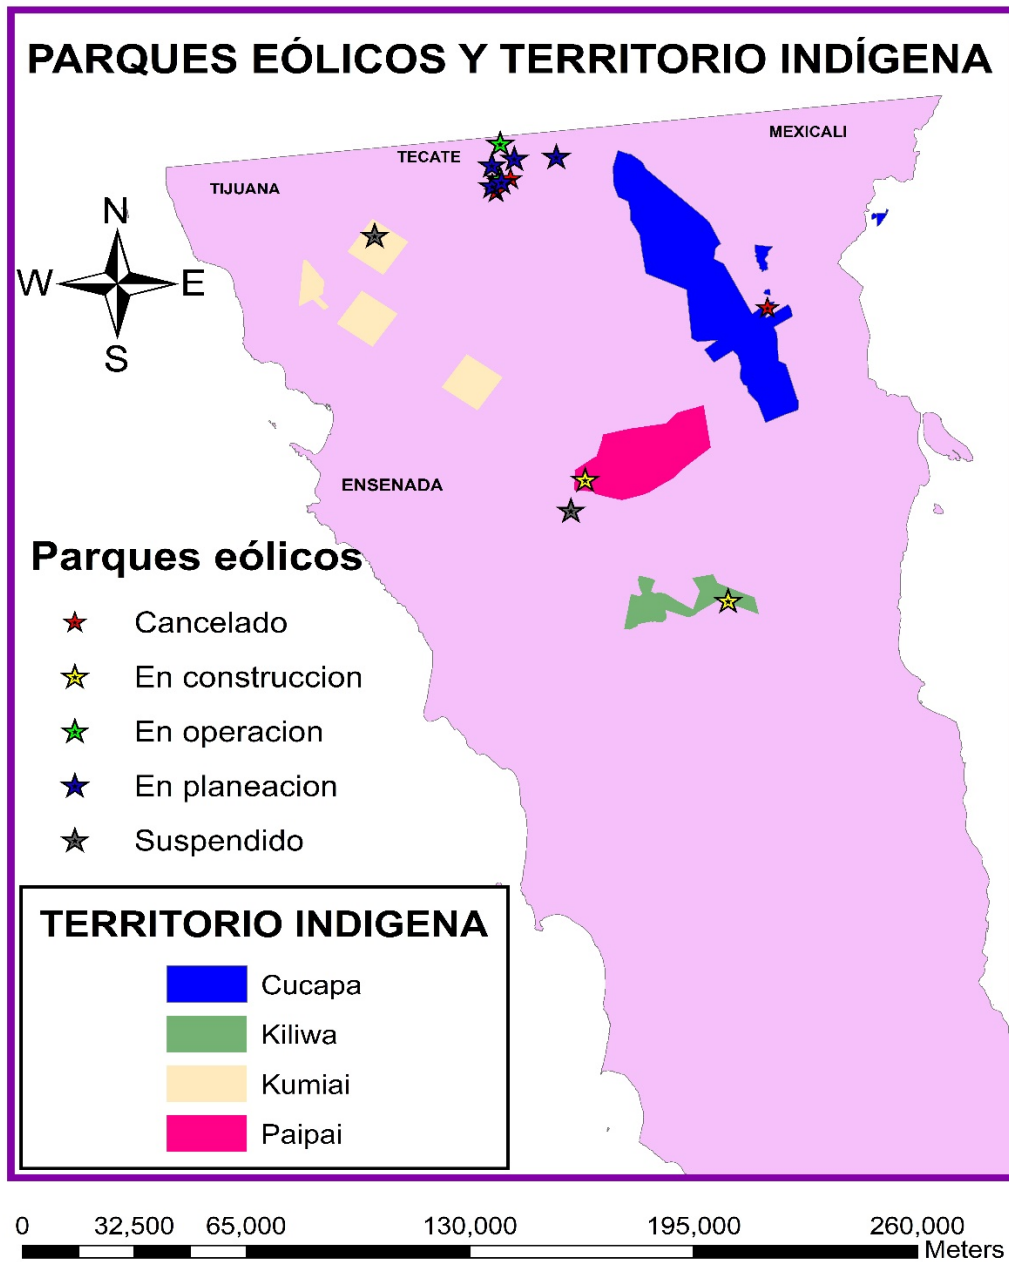 PARQUES EÓLICOS Y TERRITORIO INDÍGENA
MEXICALI
TECATE
TIJUANA
N
W E
S
ENSENADA
Parques eólicos
Cancelado
En construccion
En operacion
En planeacion
Suspendido
TERRITORIO INDIGENA
Cucapa
Kiliwa
Kumiai
Paipai
0 32,500 65,000 130,000 195,000 260,000
Meters